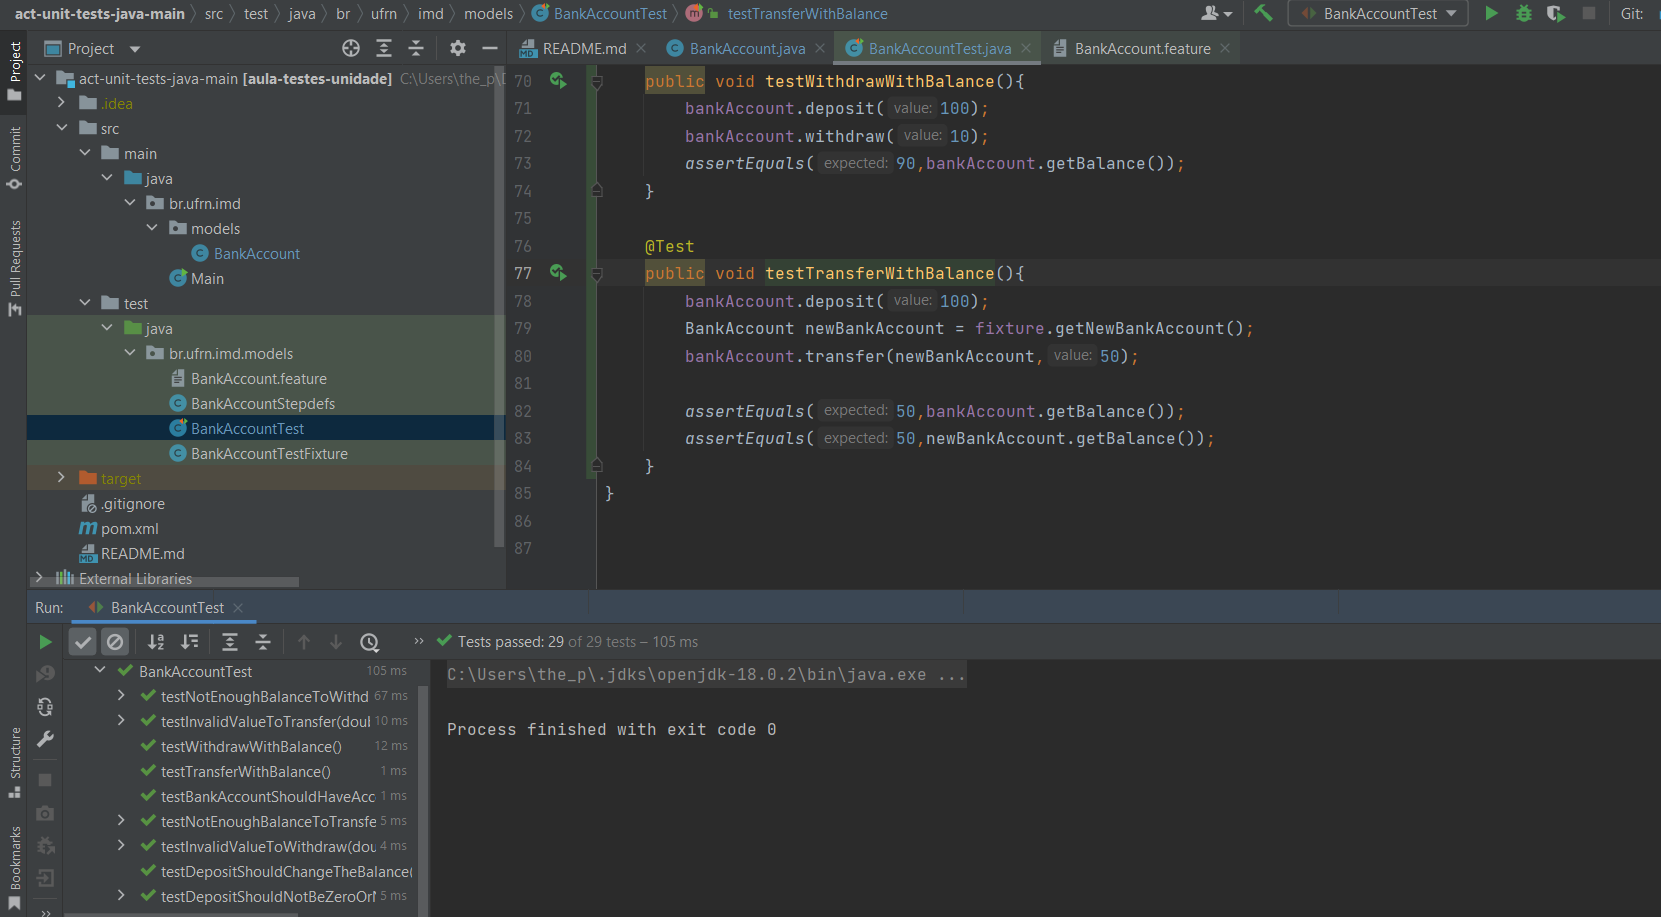 act-unit-tests-java-main > src > test > java > br > ufrn > imd > models > BankAccountTest > testTransferWithBalance
BankAccountTest
Git:
Project
README.md
BankAccount.java
BankAccountTest.java
BankAccount.feature
Project
Commit
Pull Requests
Structure
Bookmarks
act-unit-tests-java-main [aula-testes-unidade] C:\Users\the_p\
.idea
src
main
java
br.ufrn.imd
models
BankAccount
Main
test
java
br.ufrn.imd.models
BankAccount.feature
BankAccountStepdefs
BankAccountTest
BankAccountTestFixture
target
.gitignore
pom.xml
README.md
External Libraries
70 public void testWithdrawWithBalance(){
71 bankAccount.deposit( value: 100);
72 bankAccount.withdraw( value: 10);
73 assertEquals( expected: 90,bankAccount.getBalance());
74 }
75
76 @Test
77 public void testTransferWithBalance(){
78 bankAccount.deposit( value: 100);
79 BankAccount newBankAccount = fixture.getNewBankAccount();
80 bankAccount.transfer(newBankAccount, value: 50);
81
82 assertEquals( expected: 50,bankAccount.getBalance());
83 assertEquals( expected: 50,newBankAccount.getBalance());
84 }
85 }
86
87
Run: BankAccountTest
Tests passed: 29 of 29 tests – 105 ms
BankAccountTest 105 ms
testNotEnoughBalanceToWithd 67 ms
testInvalidValueToTransfer(doul 10 ms
testWithdrawWithBalance() 12 ms
testTransferWithBalance() 1 ms
testBankAccountShouldHaveAcc 1 ms
testNotEnoughBalanceToTransfe 5 ms
testInvalidValueToWithdraw(dou 4 ms
testDepositShouldChangeTheBalance(
testDepositShouldNotBeZeroOrN 5 ms
C:\Users\the_p\.jdks\openjdk-18.0.2\bin\java.exe ...
Process finished with exit code 0